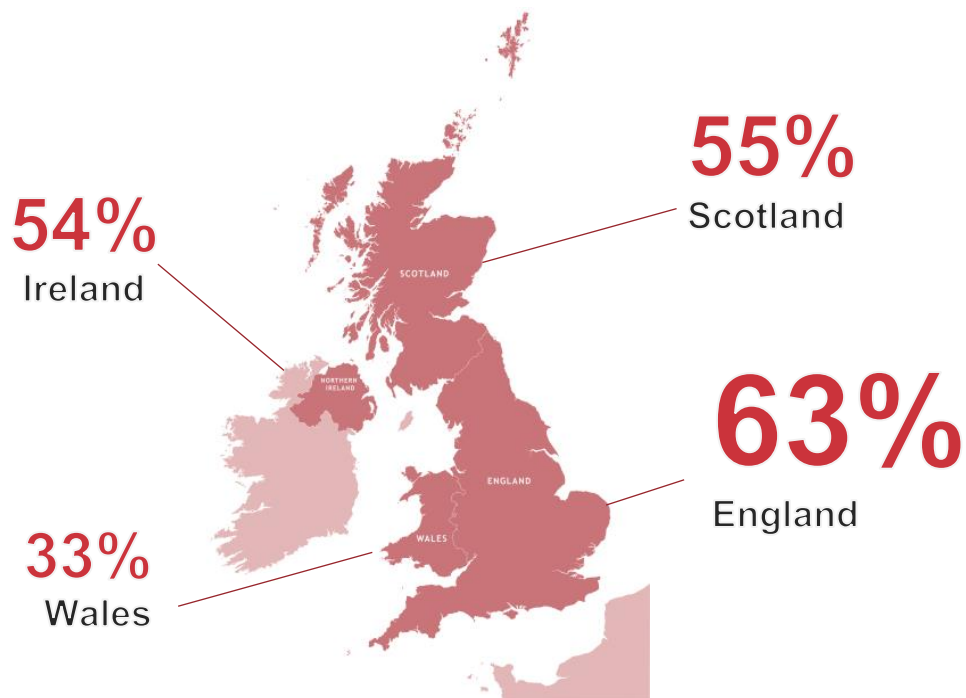 55%
Scotland
54%
Ireland
SCOTLAND
NORTHERN
IRELAND
63%
England
ENGLAND
WALES
33%
Wales